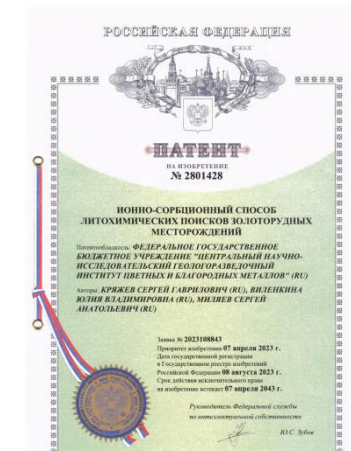 РОССИЙСКАЯ ФЕДЕРАЦИЯ
ПАТЕНТ
НА ИЗОБРЕТЕНИЕ
№ 2801428
ИОННО-СОРБЦИОННЫЙ СПОСОБ
ЛИТОХИМИЧЕСКИХ ПОИСКОВ ЗОЛОТОРУДНЫХ
МЕСТОРОЖДЕНИЙ
Патентообладатель: ФЕДЕРАЛЬНОЕ ГОСУДАРСТВЕННОЕ
БЮДЖЕТНОЕ УЧРЕЖДЕНИЕ "ЦЕНТРАЛЬНЫЙ НАУЧНО-
ИССЛЕДОВАТЕЛЬСКИЙ ГЕОЛОГОРАЗВЕДОЧНЫЙ
ИНСТИТУТ ЦВЕТНЫХ И БЛАГОРОДНЫХ МЕТАЛЛОВ" (RU)
Авторы: КРЯЖЕВ СЕРГЕЙ ГАВРИЛОВИЧ (RU), ВИЛЕНКИНА
ЮЛИЯ ВЛАДИМИРОВНА (RU), МИЛЯЕВ СЕРГЕЙ
АНАТОЛЬЕВИЧ (RU)
Заявка № 2023108843
Приоритет изобретения 07 апреля 2023 г.
Дата государственной регистрации
в Государственном реестре изобретений
Российской Федерации 08 августа 2023 г.
Срок действия исключительного права
на изобретение истекает 07 апреля 2043 г.
Руководитель Федеральной службы
по интеллектуальной собственности
Ю.С. Зубов